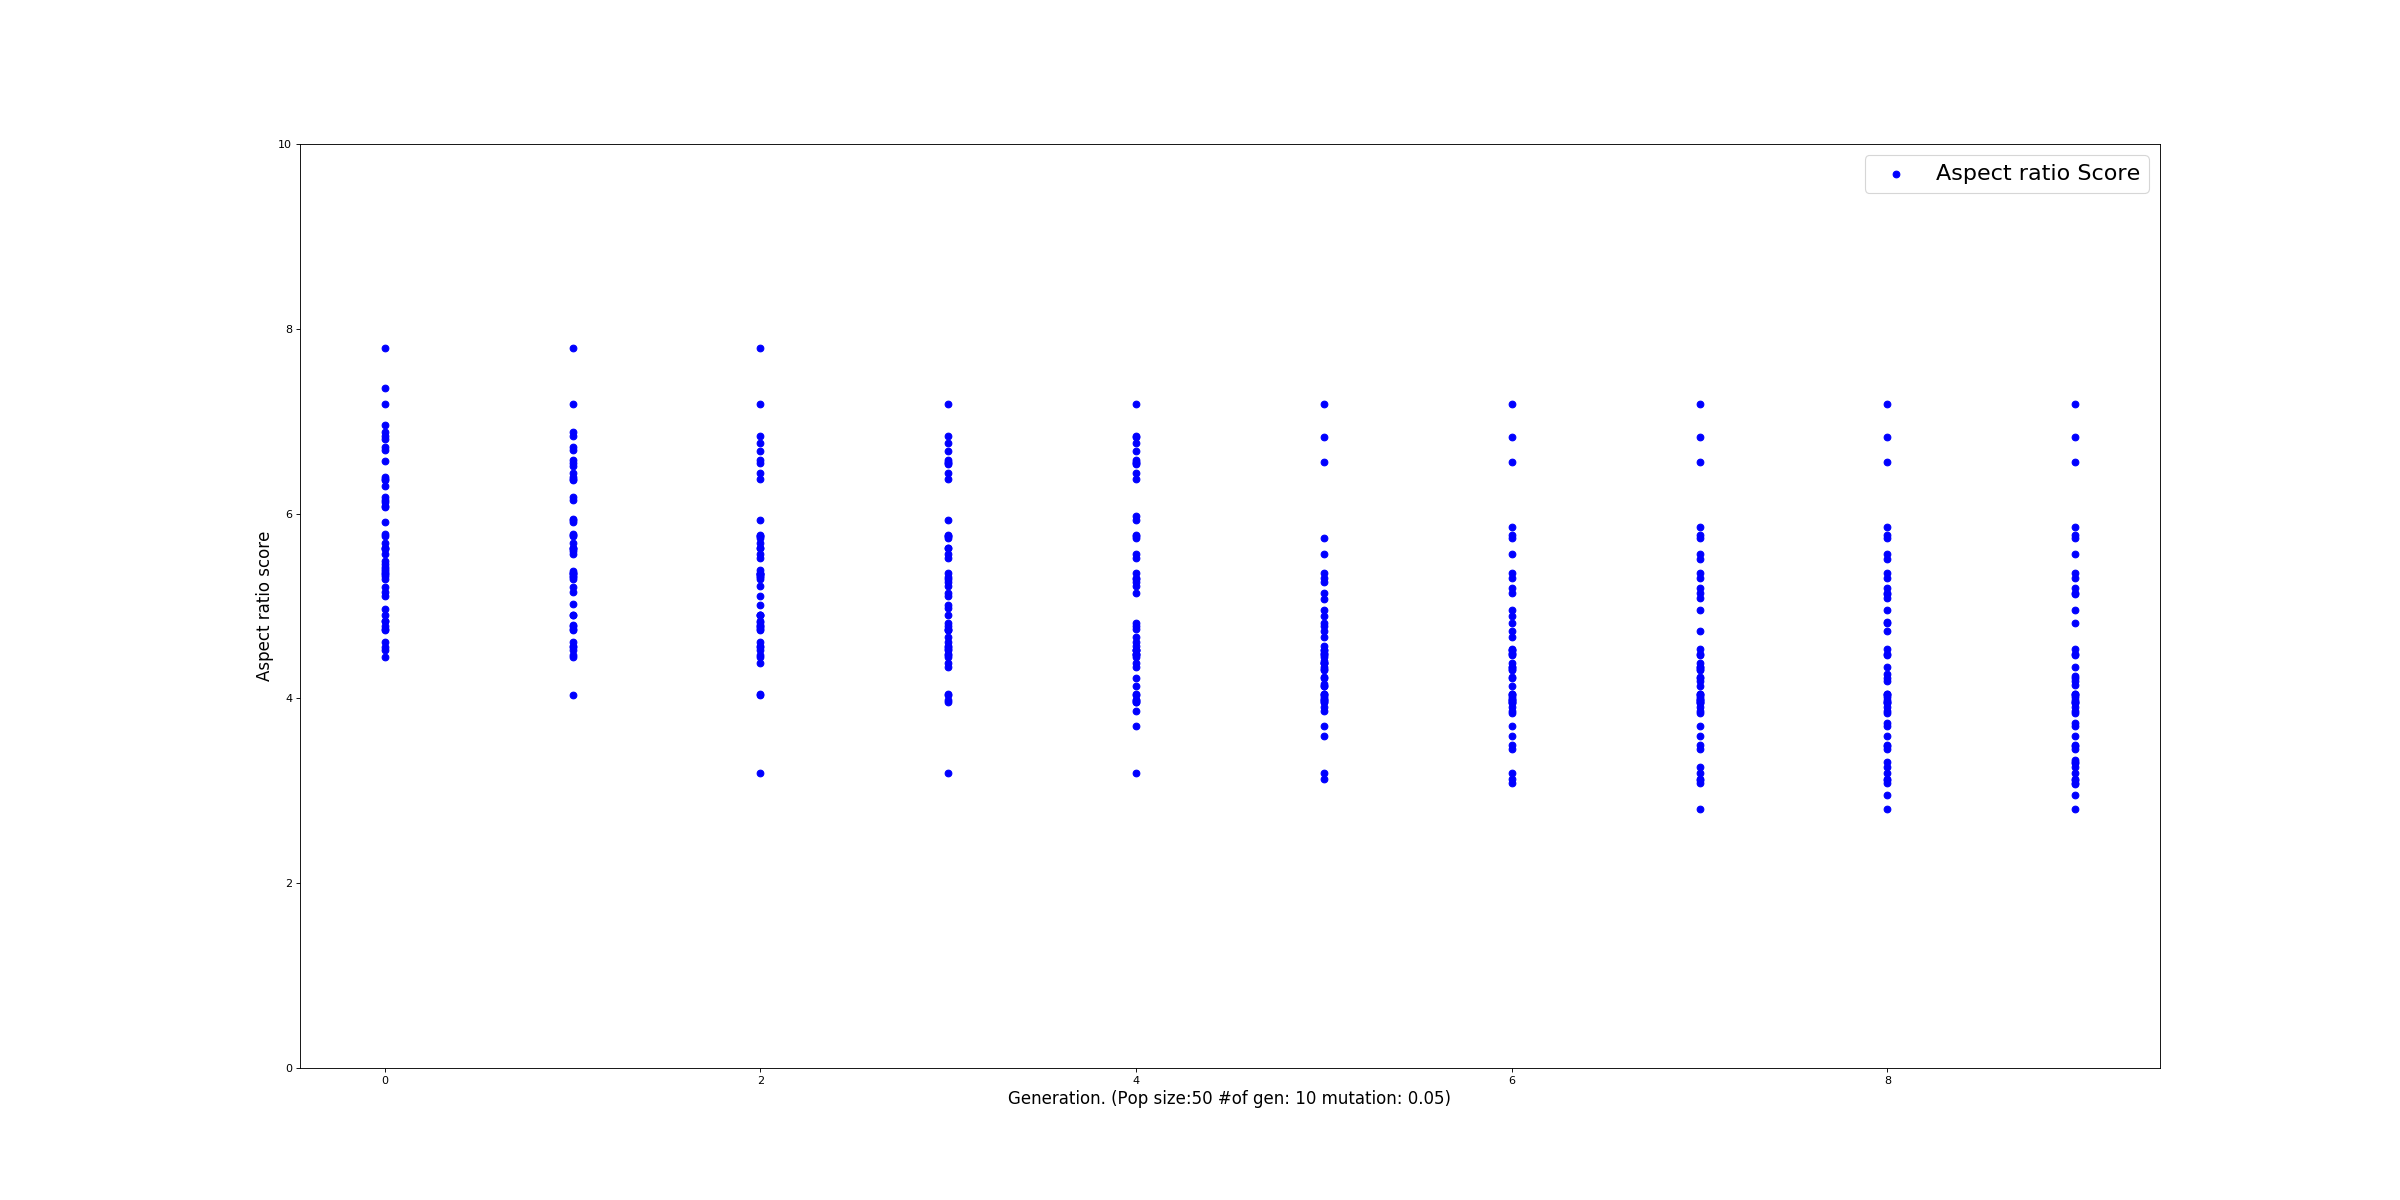 10
Aspect ratio Score
8
6
4
2
0
Aspect ratio score
0 2 4 6 8
Generation. (Pop size:50 #of gen: 10 mutation: 0.05)